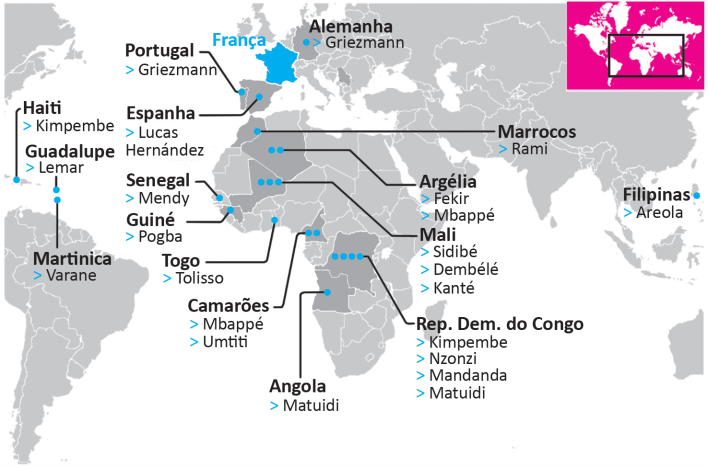 Alemanha
> Griezmann
França
Portugal
> Griezmann
Espanha
> Lucas
Hernández
Haiti
> Kimpembe
Guadalupe
> Lemar
Martinica
> Varane
Senegal
> Mendy
Guiné
> Pogba
Togo
> Tolisso
Camarões
> Mbappé
> Umtiti
Angola
> Matuidi
Marrocos
> Rami
Argélia
> Fekir
> Mbappé
Mali
> Sidibé
> Dembélé
> Kanté
Rep. Dem. do Congo
> Kimpembe
> Nzonzi
> Mandanda
> Matuidi
Filipinas
> Areola